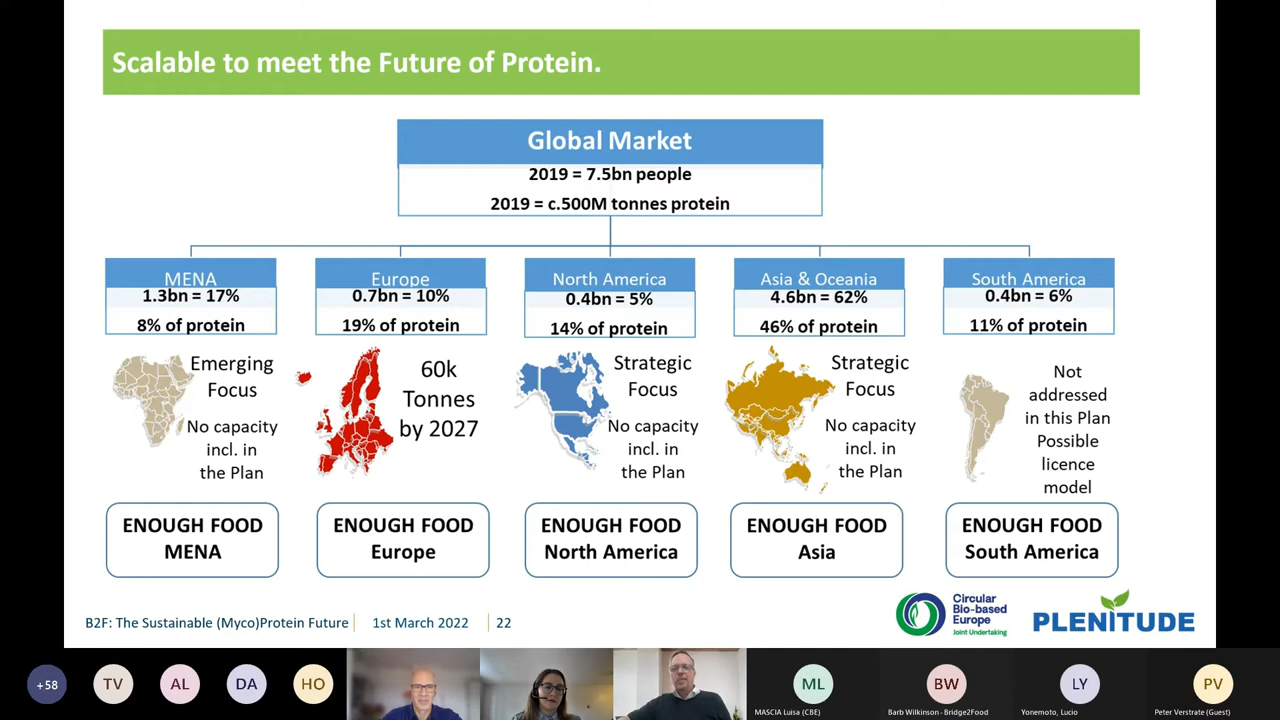 Scalable to meet the Future of Protein.
Global Market
2019 = 7.5bn people
2019 = c.500M tonnes protein
MENA
1.3bn = 17%
8% of protein
Europe
0.7bn = 10%
19% of protein
North America
0.4bn = 5%
14% of protein
Asia & Oceania
4.6bn = 62%
46% of protein
South America
0.4bn = 6%
11% of protein
Emerging
Focus
No capacity
incl. in
the Plan
60k
Tonnes
by 2027
Strategic
Focus
No capacity
incl. in
the Plan
Strategic
Focus
No capacity
incl. in
the Plan
Not
addressed
in this Plan
Possible
licence
model
ENOUGH FOOD
MENA
ENOUGH FOOD
Europe
ENOUGH FOOD
North America
ENOUGH FOOD
Asia
ENOUGH FOOD
South America
B2F: The Sustainable (Myco)Protein Future
1st March 2022
22
Circular
Bio-based
Europe
Joint Undertaking
PLENITUDE
+58
TV
AL
DA
HO
ML
MASCIA Luisa (CBE)
BW
Barb Wilkinson - Bridge2Food
LY
Yonemoto, Lucio
PV
Peter Verstrate (Guest)